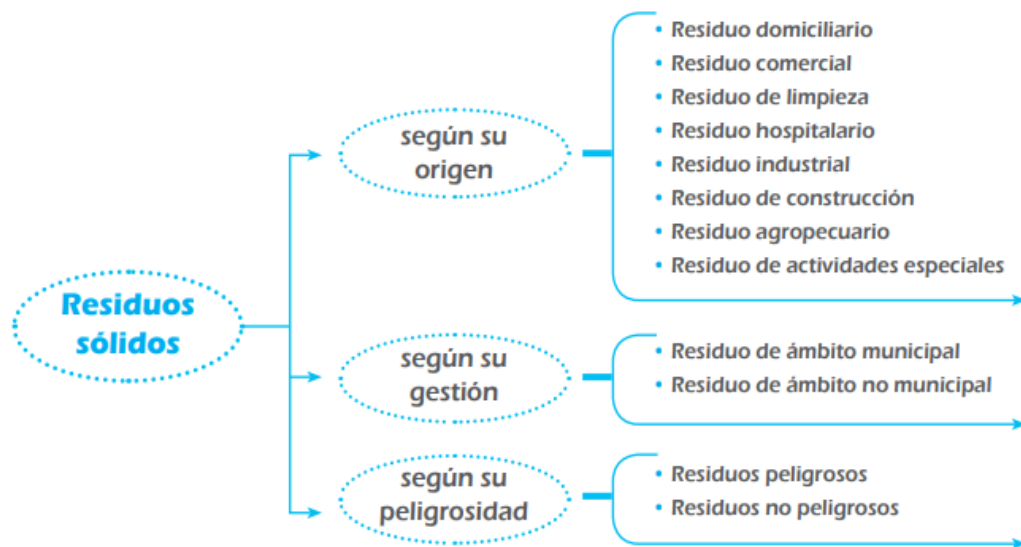 Residuos
sólidos
según su
origen
• Residuo domiciliario
• Residuo comercial
• Residuo de limpieza
• Residuo hospitalario
• Residuo industrial
• Residuo de construcción
• Residuo agropecuario
• Residuo de actividades especiales
según su
gestión
• Residuo de ámbito municipal
• Residuo de ámbito no municipal
según su
peligrosidad
• Residuos peligrosos
• Residuos no peligrosos